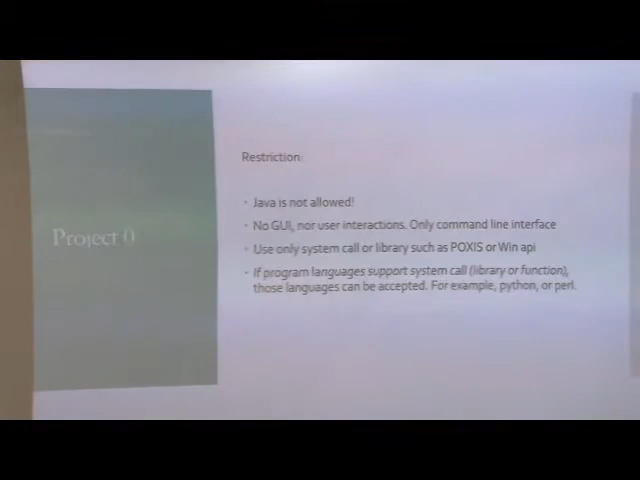 Project 0
Restriction:
• Java is not allowed!
• No GUI, nor user interactions. Only command line interface
• Use only system call or library such as POXIS or Win api
• If program languages support system call (library or function),
those languages can be accepted. For example, python, or perl.